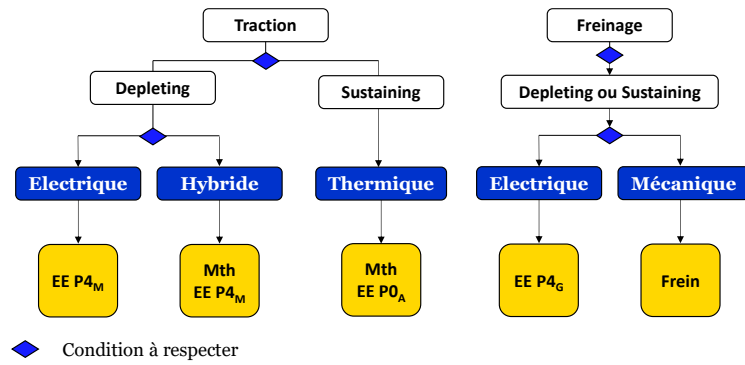 Traction
Freinage
Depleting
Sustaining
Depleting ou Sustaining
Electrique
Hybride
Thermique
Electrique
Mécanique
EE P4M
Mth
EE P4M
Mth
EE P0A
EE P4G
Frein
Condition à respecter